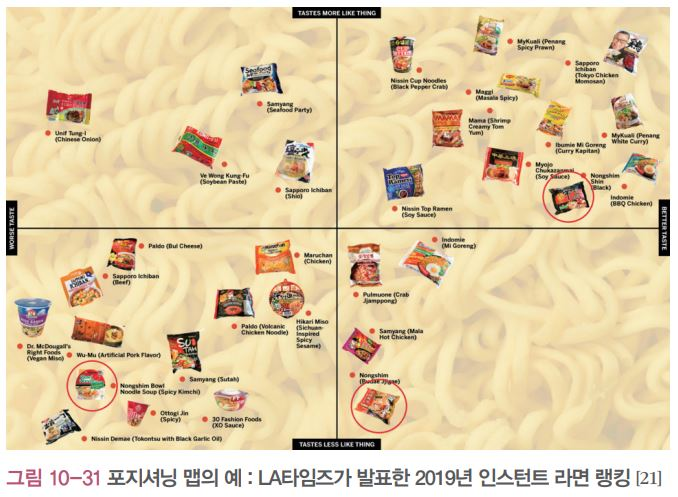 TASTES MORE LIKE THING
Nissin Cup Noodles
(Black Pepper Crab)
MyKuali (Penang
Spicy Prawn)
Sapporo
Ichiban
(Tokyo Chicken
Momosan)
Seafood
Samyang
(Seafood Party)
Maggi
(Masala Spicy)
Unif Tung-I
(Chinese Onion)
MAMA
Mama (Shrimp
Creamy Tom
Yum)
MyKuali (Penang
White Curry)
Ibumie Mi Goreng
(Curry Kapitan)
Ve Wong Kung-Fu
(Soybean Paste)
Sapporo Ichiban
(Shio)
Myojo
Chukazanmai
(Soy Sauce)
Nongshim
Shin
(Black)
Indomie
(BBQ Chicken)
Top Ramen
Nissin Top Ramen
(Soy Sauce)
WORSE TASTE
BETTER TASTE
Paldo (Bul Cheese)
Maruchan
Maruchan
(Chicken)
Indomie
(Mi Goreng)
Sapporo Ichiban
(Beef)
Pulmuone (Crab
Jjamppong)
Paldo (Volcanic
Chicken Noodle)
Hikari Miso
(Sichuan-
Inspired
Spicy
Sesame)
Samyang (Mala
Hot Chicken)
Dr. McDougall's
Right Foods
(Vegan Miso)
Wu-Mu (Artificial Pork Flavor)
SUTAH
Samyang (Sutah)
Nongshim
(Budae Jjigae)
Nongshim Bowl
Noodle Soup (Spicy Kimchi)
Ottogi Jin
(Spicy)
30 Fashion Foods
(XO Sauce)
Nissin Demae (Tokontsu with Black Garlic Oil)
TASTES LESS LIKE THING
그림 10-31 포지셔닝 맵의 예 : LA타임즈가 발표한 2019년 인스턴트 라면 랭킹 [21]